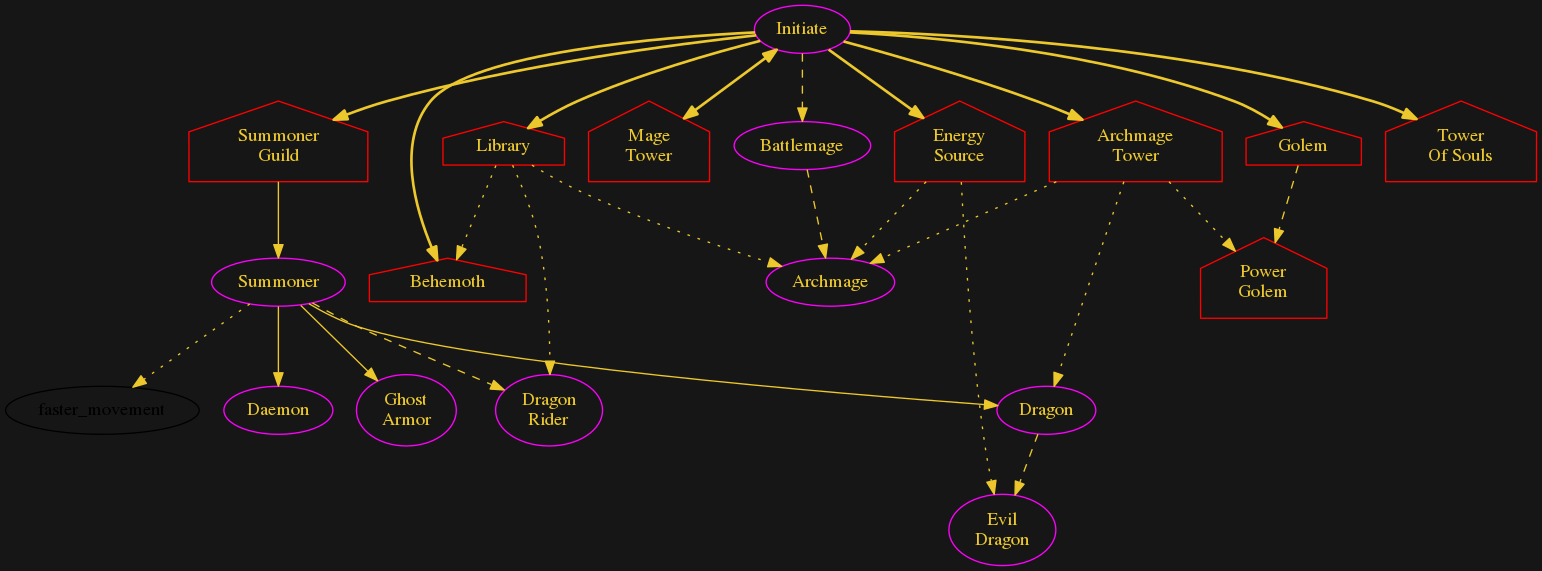 Initiate
Summoner
Guild
Library
Mage
Tower
Battlemage
Energy
Source
Archmage
Tower
Golem
Tower
Of Souls
Summoner
Behemoth
Archmage
Power
Golem
faster_movement
Daemon
Ghost
Armor
Dragon
Rider
Dragon
Evil
Dragon